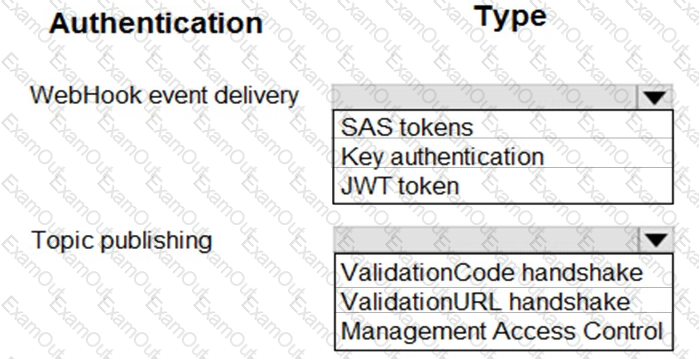 Authentication Type
WebHook event delivery
SAS tokens
Key authentication
JWT token
Topic publishing
ValidationCode handshake
ValidationURL handshake
Management Access Control